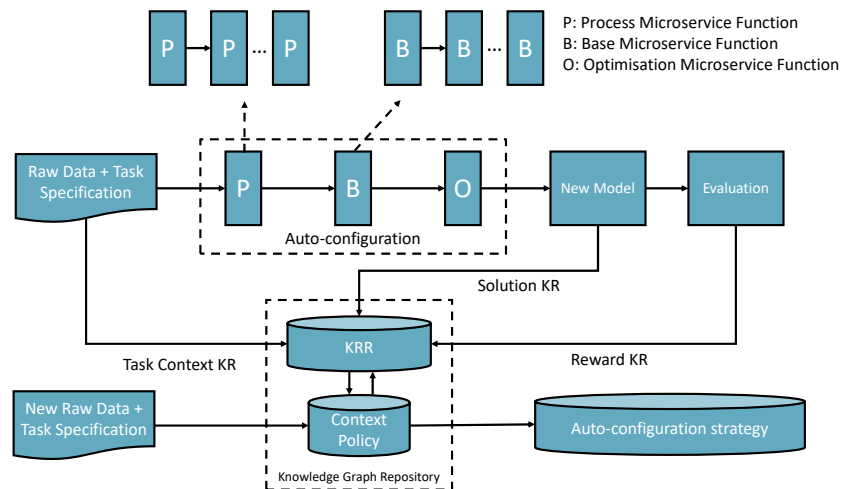 P P ... P
B B ... B
P: Process Microservice Function
B: Base Microservice Function
O: Optimisation Microservice Function
Raw Data + Task
Specification
P
B
O
New Model
Evaluation
Auto-configuration
Solution KR
KRR
Task Context KR
Reward KR
New Raw Data +
Task Specification
Context
Policy
Auto-configuration strategy
Knowledge Graph Repository